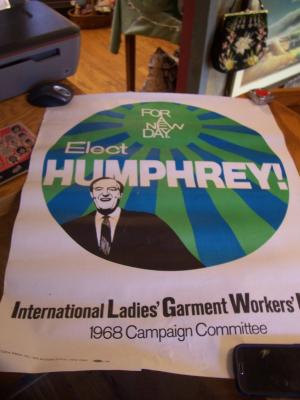 FOR
A NEW
DAY
Elect
HUMPHREY!
International Ladies' Garment Workers'
1968 Campaign Committee